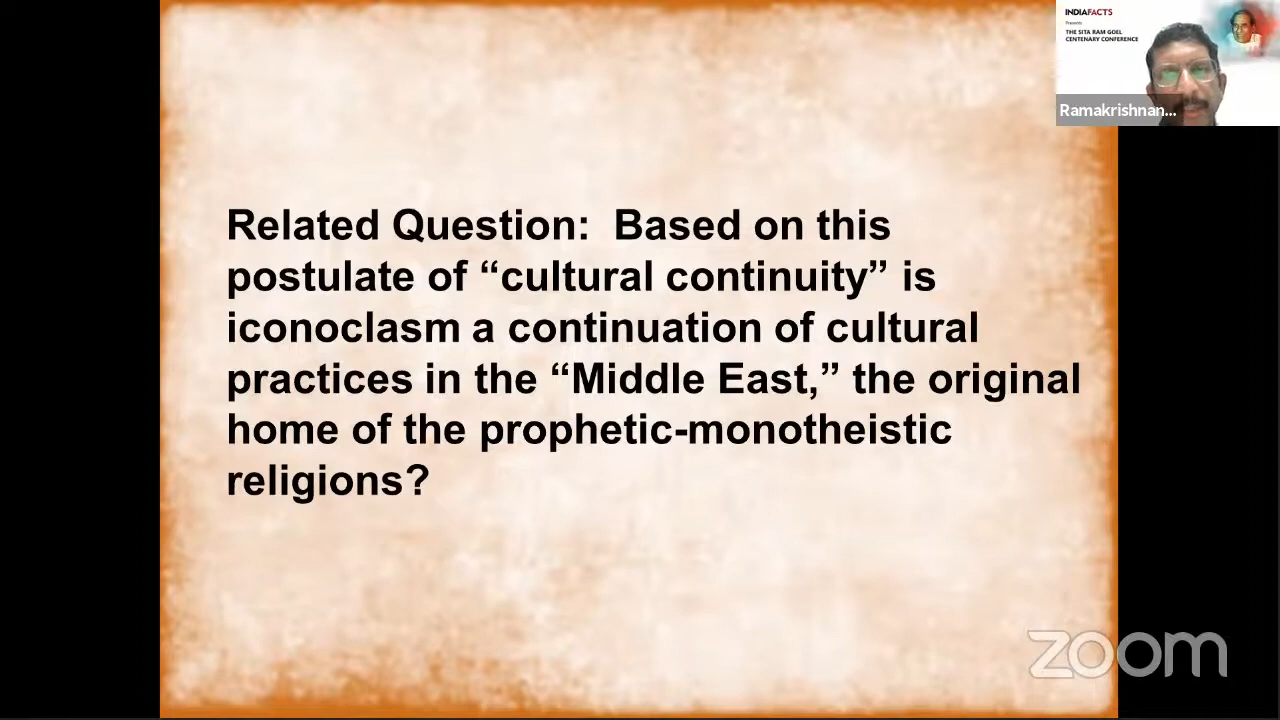 INDIAFACTS
Presents
THE SITA RAM GOEL
CENTENARY CONFERENCE
Ramakrishnan...
Related Question:  Based on this
postulate of “cultural continuity” is
iconoclasm a continuation of cultural
practices in the “Middle East,” the original
home of the prophetic-monotheistic
religions?
zoom